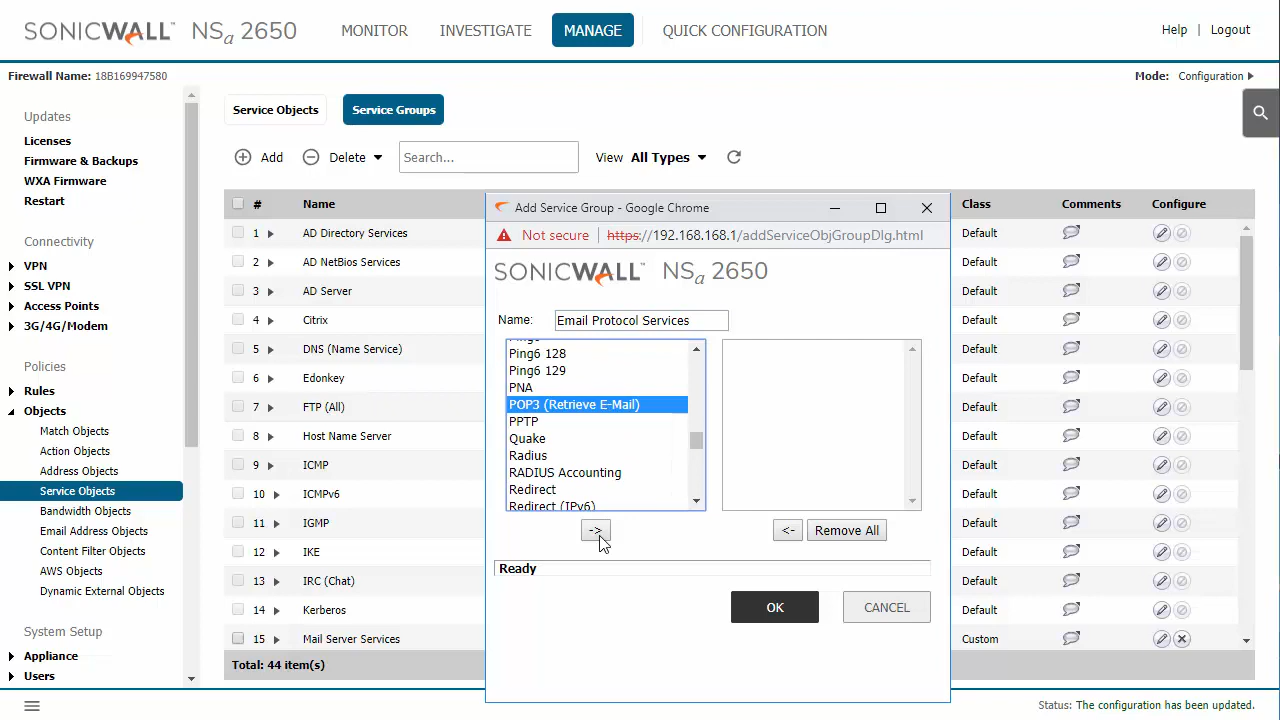 SONICWALL NSa 2650
MONITOR INVESTIGATE MANAGE QUICK CONFIGURATION
Help | Logout
Firewall Name: 18B169947580
Mode: Configuration
Updates
Licenses
Firmware & Backups
WXA Firmware
Restart
Connectivity
VPN
SSL VPN
Access Points
3G/4G/Modem
Policies
Rules
Objects
Match Objects
Action Objects
Address Objects
Service Objects
Bandwidth Objects
Email Address Objects
Content Filter Objects
AWS Objects
Dynamic External Objects
System Setup
Appliance
Users
Service Objects Service Groups
Add Delete Search... View All Types
# Name Class Comments Configure
1 AD Directory Services Default
2 AD NetBios Services Default
3 AD Server Default
4 Citrix Default
5 DNS (Name Service) Default
6 Edonkey Default
7 FTP (All) Default
8 Host Name Server Default
9 ICMP Default
10 ICMPv6 Default
11 IGMP Default
12 IKE Default
13 IRC (Chat) Default
14 Kerberos Default
15 Mail Server Services Custom
Total: 44 item(s)
Add Service Group - Google Chrome
Not secure | https://192.168.168.1/addServiceObjGroupDlg.html
SONICWALL NSa 2650
Name: Email Protocol Services
Ping6 128
Ping6 129
PNA
POP3 (Retrieve E-Mail)
PPTP
Quake
Radius
RADIUS Accounting
Redirect
Redirect (IPv6)
-> <- Remove All
Ready
OK CANCEL
Status: The configuration has been updated.